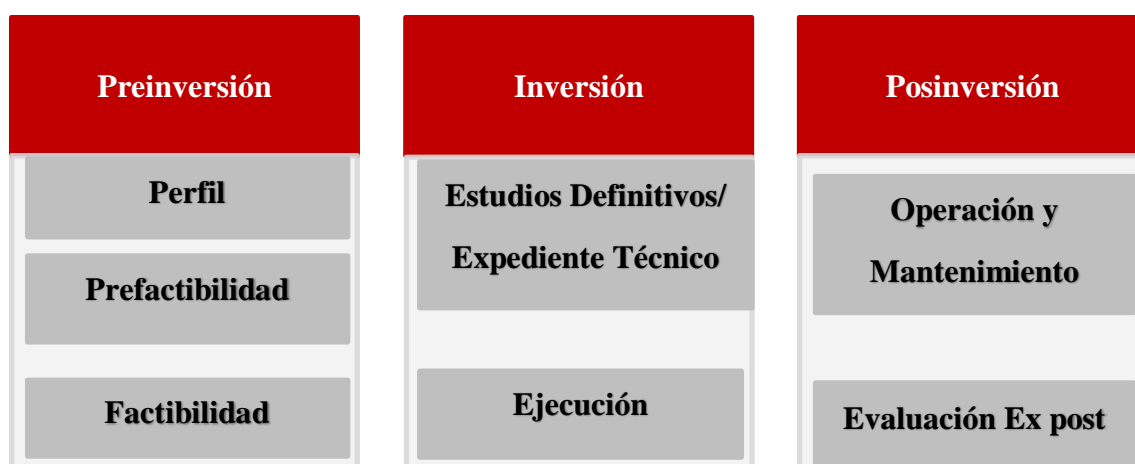 Preinversión
Perfil
Prefactibilidad
Factibilidad
Inversión
Estudios Definitivos/
Expediente Técnico
Ejecución
Posinversión
Operación y
Mantenimiento
Evaluación Ex post